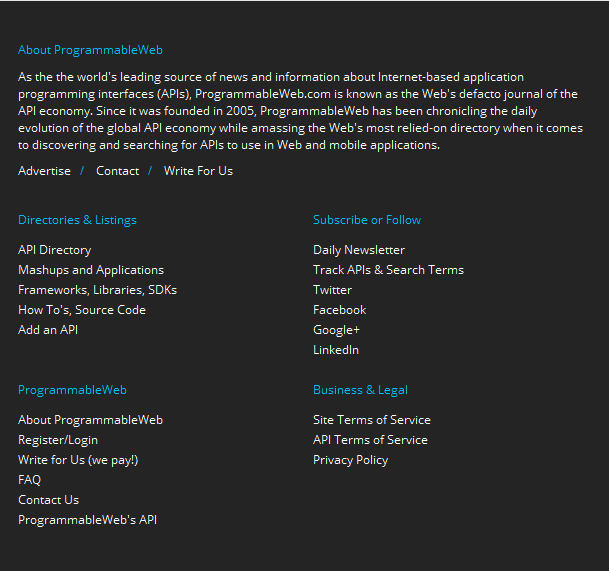 About ProgrammableWeb
As the the world's leading source of news and information about Internet-based application
programming interfaces (APIs), ProgrammableWeb.com is known as the Web's defacto journal of the
API economy. Since it was founded in 2005, ProgrammableWeb has been chronicling the daily
evolution of the global API economy while amassing the Web's most relied-on directory when it comes
to discovering and searching for APIs to use in Web and mobile applications.
Advertise / Contact / Write For Us
Directories & Listings
API Directory
Mashups and Applications
Frameworks, Libraries, SDKs
How To's, Source Code
Add an API
Subscribe or Follow
Daily Newsletter
Track APIs & Search Terms
Twitter
Facebook
Google+
LinkedIn
ProgrammableWeb
About ProgrammableWeb
Register/Login
Write for Us (we pay!)
FAQ
Contact Us
ProgrammableWeb's API
Business & Legal
Site Terms of Service
API Terms of Service
Privacy Policy